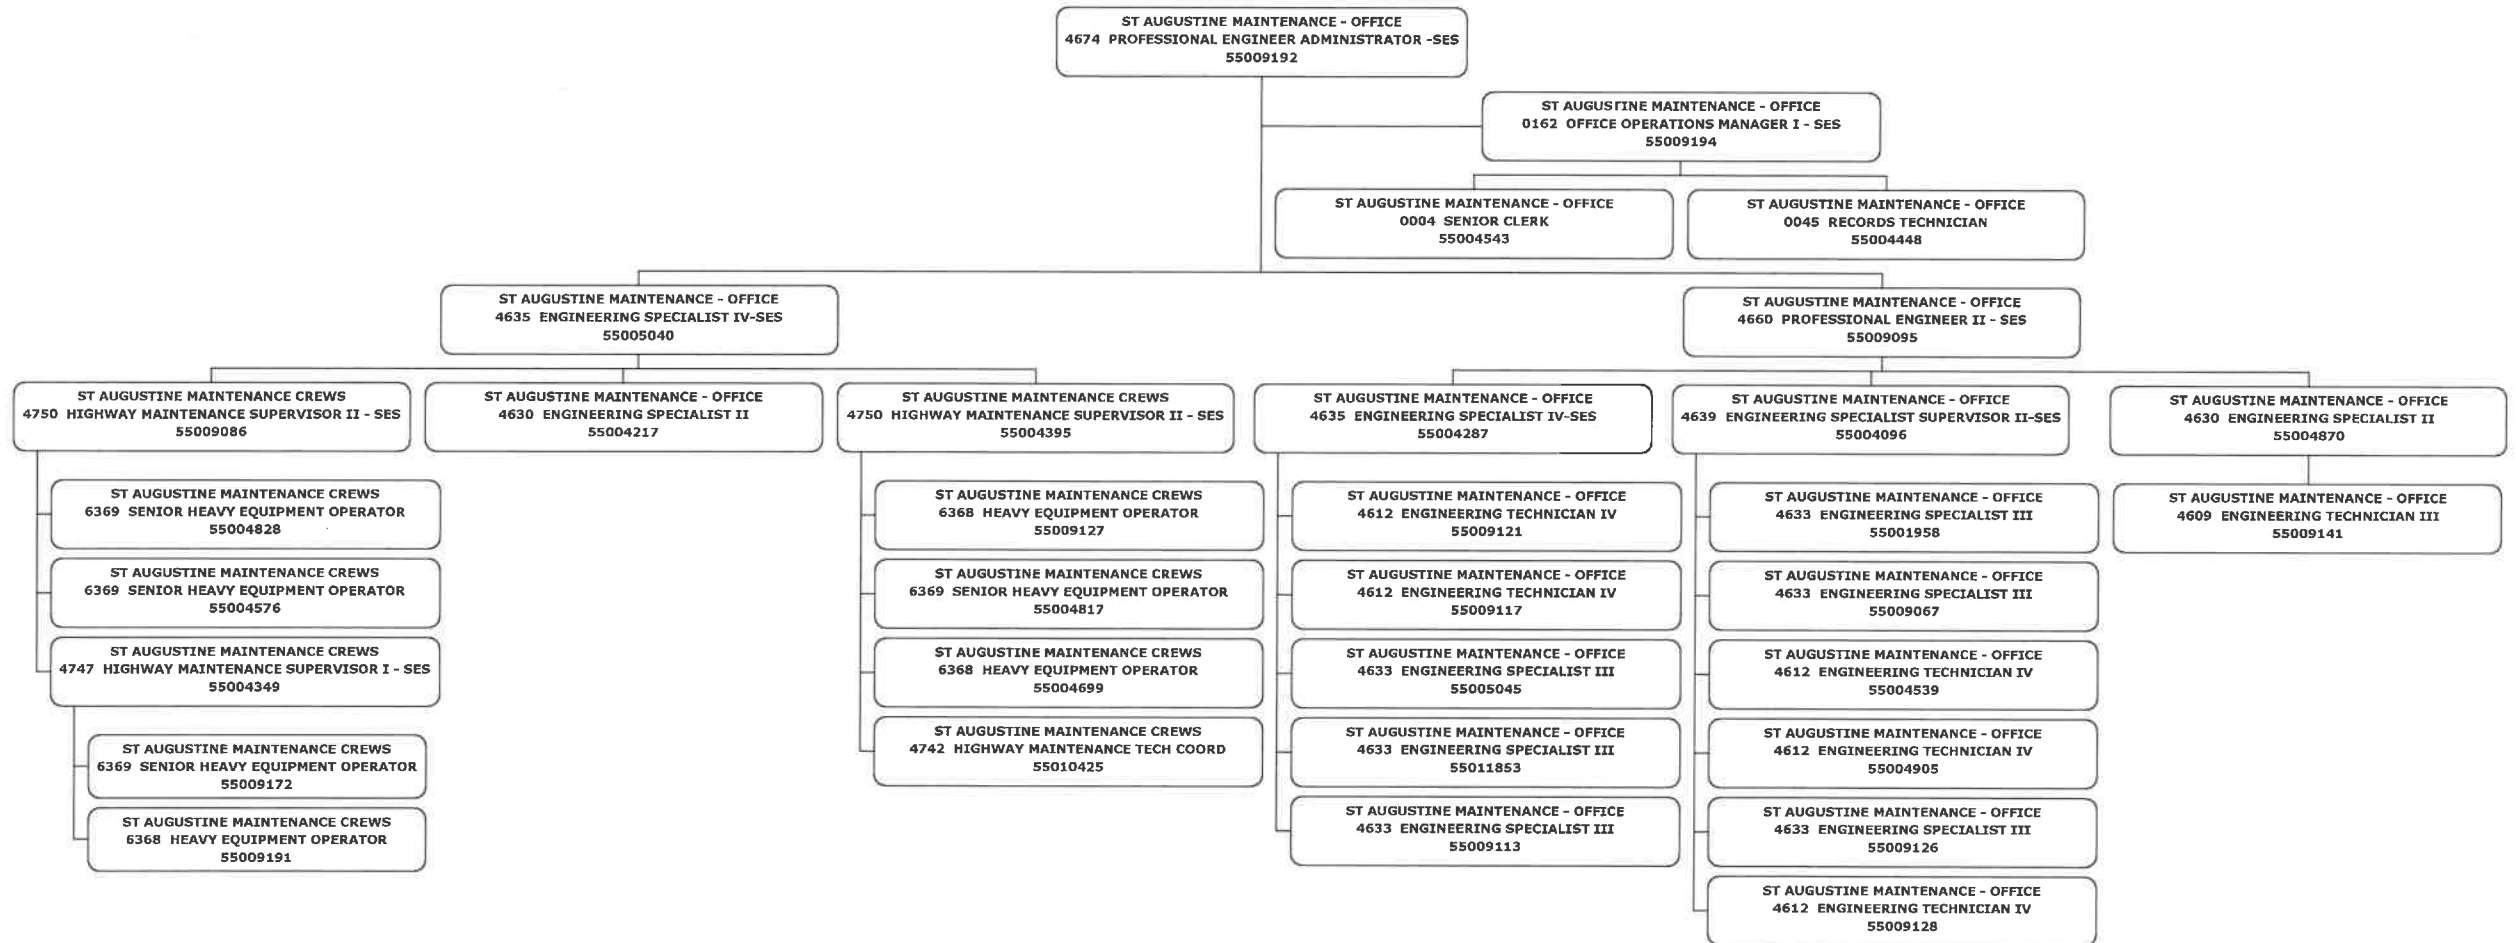 ST AUGUSTINE MAINTENANCE - OFFICE
4674 PROFESSIONAL ENGINEER ADMINISTRATOR -SES
55009192
ST AUGUSTINE MAINTENANCE - OFFICE
0162 OFFICE OPERATIONS MANAGER I - SES
55009194
ST AUGUSTINE MAINTENANCE - OFFICE
0004 SENIOR CLERK
55004543
ST AUGUSTINE MAINTENANCE - OFFICE
0045 RECORDS TECHNICIAN
55004448
ST AUGUSTINE MAINTENANCE - OFFICE
4635 ENGINEERING SPECIALIST IV-SES
55005040
ST AUGUSTINE MAINTENANCE - OFFICE
4660 PROFESSIONAL ENGINEER II - SES
55009095
ST AUGUSTINE MAINTENANCE CREWS
4750 HIGHWAY MAINTENANCE SUPERVISOR II - SES
55009086
ST AUGUSTINE MAINTENANCE - OFFICE
4630 ENGINEERING SPECIALIST II
55004217
ST AUGUSTINE MAINTENANCE CREWS
4750 HIGHWAY MAINTENANCE SUPERVISOR II - SES
55004395
ST AUGUSTINE MAINTENANCE - OFFICE
4635 ENGINEERING SPECIALIST IV-SES
55004287
ST AUGUSTINE MAINTENANCE - OFFICE
4639 ENGINEERING SPECIALIST SUPERVISOR II-SES
55004096
ST AUGUSTINE MAINTENANCE - OFFICE
4630 ENGINEERING SPECIALIST II
55004870
ST AUGUSTINE MAINTENANCE CREWS
6369 SENIOR HEAVY EQUIPMENT OPERATOR
55004828
ST AUGUSTINE MAINTENANCE CREWS
6369 SENIOR HEAVY EQUIPMENT OPERATOR
55004576
ST AUGUSTINE MAINTENANCE CREWS
4747 HIGHWAY MAINTENANCE SUPERVISOR I - SES
55004349
ST AUGUSTINE MAINTENANCE CREWS
6369 SENIOR HEAVY EQUIPMENT OPERATOR
55009172
ST AUGUSTINE MAINTENANCE CREWS
6368 HEAVY EQUIPMENT OPERATOR
55009191
ST AUGUSTINE MAINTENANCE CREWS
6368 HEAVY EQUIPMENT OPERATOR
55009127
ST AUGUSTINE MAINTENANCE CREWS
6369 SENIOR HEAVY EQUIPMENT OPERATOR
55004817
ST AUGUSTINE MAINTENANCE CREWS
6368 HEAVY EQUIPMENT OPERATOR
55004699
ST AUGUSTINE MAINTENANCE CREWS
4742 HIGHWAY MAINTENANCE TECH COORD
55010425
ST AUGUSTINE MAINTENANCE - OFFICE
4612 ENGINEERING TECHNICIAN IV
55009121
ST AUGUSTINE MAINTENANCE - OFFICE
4612 ENGINEERING TECHNICIAN IV
55009117
ST AUGUSTINE MAINTENANCE - OFFICE
4633 ENGINEERING SPECIALIST III
55005045
ST AUGUSTINE MAINTENANCE - OFFICE
4633 ENGINEERING SPECIALIST III
55011853
ST AUGUSTINE MAINTENANCE - OFFICE
4633 ENGINEERING SPECIALIST III
55009113
ST AUGUSTINE MAINTENANCE - OFFICE
4633 ENGINEERING SPECIALIST III
55001958
ST AUGUSTINE MAINTENANCE - OFFICE
4633 ENGINEERING SPECIALIST III
55009067
ST AUGUSTINE MAINTENANCE - OFFICE
4612 ENGINEERING TECHNICIAN IV
55004539
ST AUGUSTINE MAINTENANCE - OFFICE
4612 ENGINEERING TECHNICIAN IV
55004905
ST AUGUSTINE MAINTENANCE - OFFICE
4633 ENGINEERING SPECIALIST III
55009126
ST AUGUSTINE MAINTENANCE - OFFICE
4612 ENGINEERING TECHNICIAN IV
55009128
ST AUGUSTINE MAINTENANCE - OFFICE
4609 ENGINEERING TECHNICIAN III
55009141